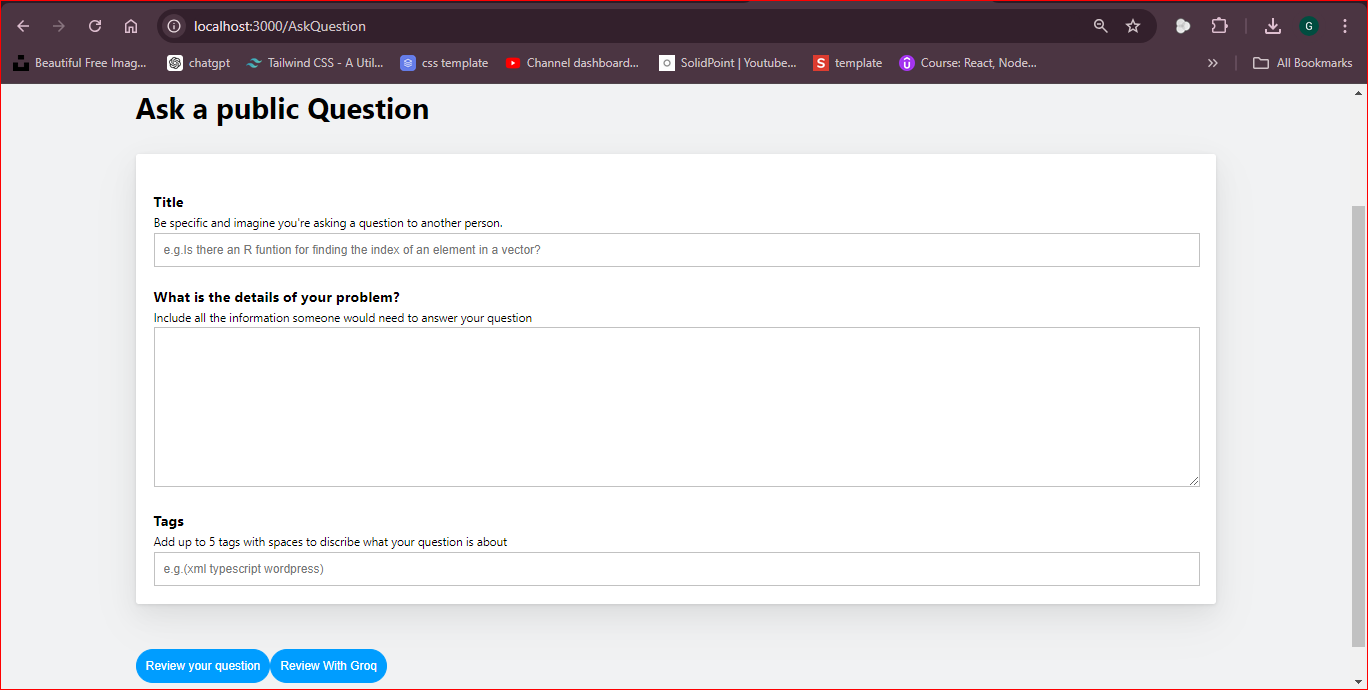 localhost:3000/AskQuestion
G
Beautiful Free Imag...
chatgpt
Tailwind CSS - A Util...
css template
Channel dashboard...
SolidPoint | Youtube...
S
template
Course: React, Node...
All Bookmarks
Ask a public Question
Title
Be specific and imagine you're asking a question to another person.
e.g.Is there an R funtion for finding the index of an element in a vector?
What is the details of your problem?
Include all the information someone would need to answer your question
Tags
Add up to 5 tags with spaces to discribe what your question is about
e.g.(xml typescript wordpress)
Review your question
Review With Groq